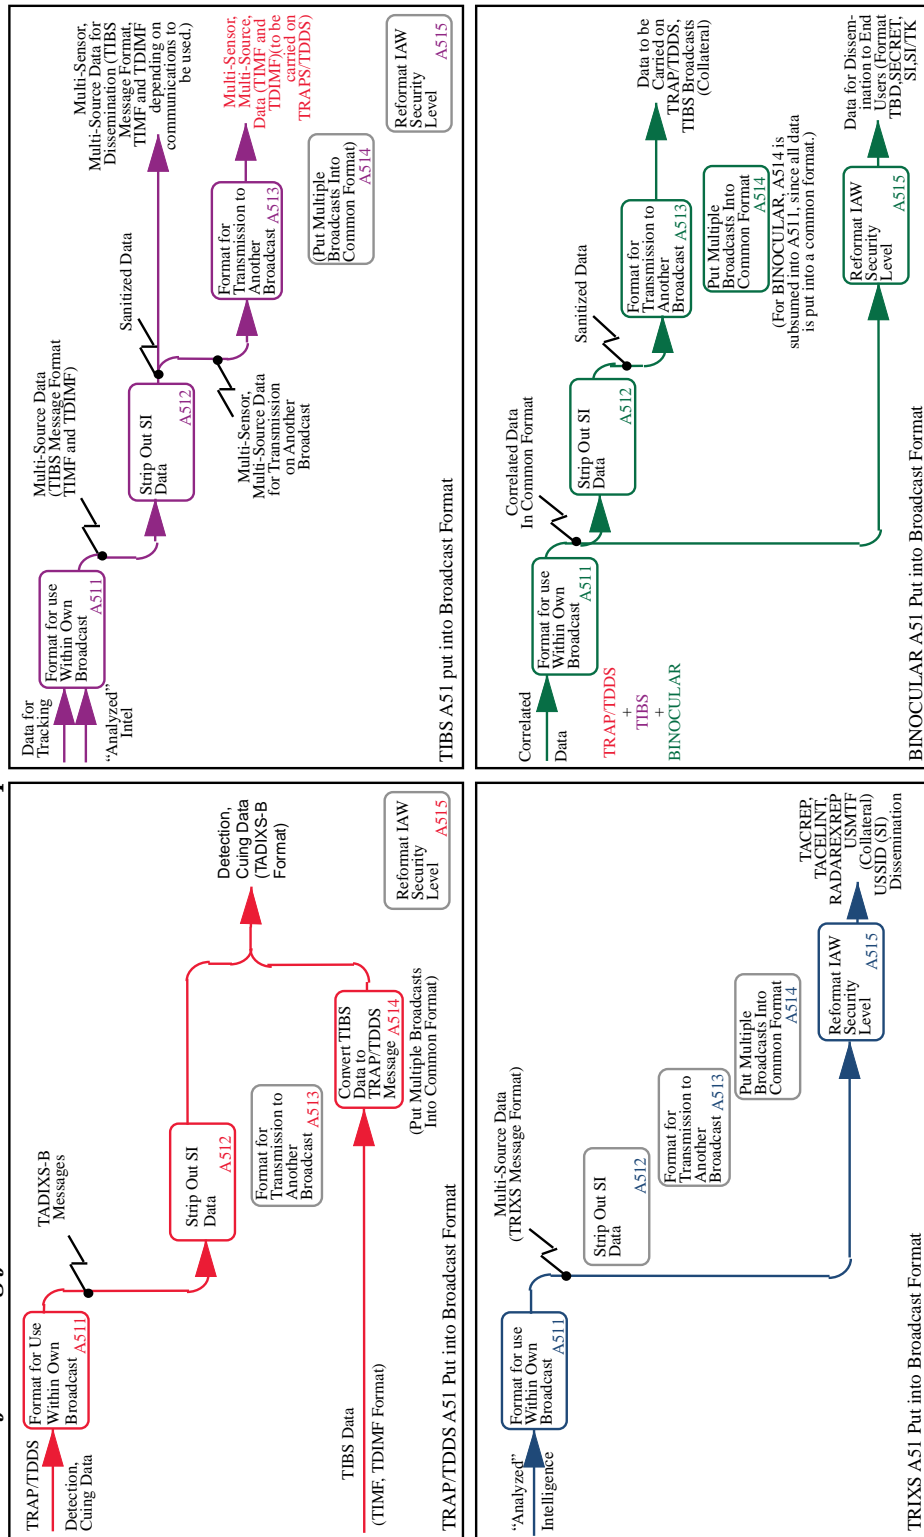 TRAP/TDDS
Detection,
Cuing Data
Format for Use
Within Own
Broadcast
A511
TADIXS-B
Messages
Strip Out SI
Data
A512
Format for
Transmission to
Another
Broadcast
A513
TIBS Data
(TIMF, TDIMF Format)
Convert TIBS
Data to
TRAP/TDDS
Message
A514
(Put Multiple Broadcasts
Into Common Format)
Detection,
Cuing Data
(TADIXS-B
Format)
Reformat IAW
Security
Level
A515
TRAP/TDDS A51 Put into Broadcast Format
Data for
Tracking
“Analyzed”
Intel
Format for use
Within Own
Broadcast
A511
Multi-Source Data
(TIBS Message Format
TIMF and TDIMF)
Strip Out SI
Data
A512
Sanitized Data
Multi-Sensor,
Multi-Source Data
for Transmission
on Another
Broadcast
Format for
Transmission to
Another
Broadcast
A513
(Put Multiple
Broadcasts Into
Common Format)
A514
Reformat IAW
Security
Level
A515
Multi-Sensor,
Multi-Source Data for
Dissemination (TIBS
Message Format,
TIMF and TDIMF
depending on
communications to
be used.)
Multi-Sensor,
Multi-Source,
Data (TIMF and
TDIMF)(to be
carried on
TRAPS/TDDS)
TIBS A51 put into Broadcast Format
“Analyzed”
Intelligence
Format for use
Within Own
Broadcast
A511
Multi-Source Data
(TRIXS Message Format)
Strip Out SI
Data
A512
Format for
Transmission to
Another
Broadcast
A513
Put Multiple
Broadcasts Into
Common Format
A514
Reformat IAW
Security
Level
A515
TACREP,
TACELINT,
RADAREXREP
USMTF
(Collateral)
USSID (SI)
Dissemination
TRIXS A51 Put into Broadcast Format
Correlated
Data
TRAP/TDDS
+
TIBS
+
BINOCULAR
Format for use
Within Own
Broadcast
A511
Correlated Data
In Common Format
Strip Out SI
Data
A512
Sanitized Data
Format for
Transmission to
Another
Broadcast
A513
Put Multiple
Broadcasts Into
Common Format
A514
(For BINOCULAR, A514 is
subsumed into A511, since all data
is put into a common format.)
Reformat IAW
Security
Level
A515
Data to be
Carried on
TRAP/TDDS,
TIBS Broadcasts
(Collateral)
Data for Dissem-
ination to End
Users (Format
TBD,SECRET,
SI,SI/TK
BINOCULAR A51 Put into Broadcast Format